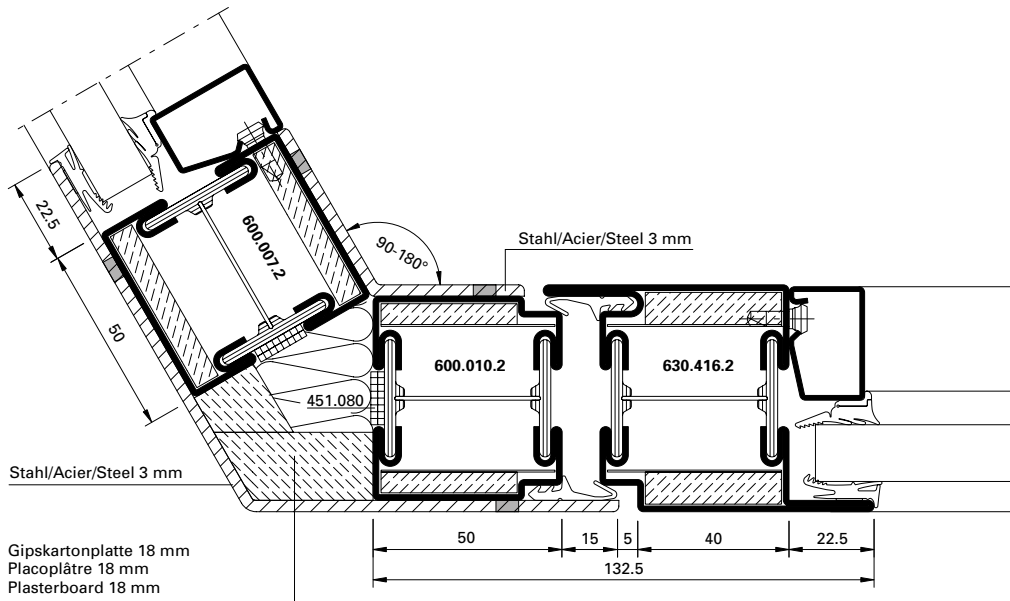 22.5
600.007.2
90-180°
Stahl/Acier/Steel 3 mm
50
600.010.2
630.416.2
451.080
Stahl/Acier/Steel 3 mm
50
15
5
40
22.5
132.5
Gipskartonplatte 18 mm
Placoplâtre 18 mm
Plasterboard 18 mm